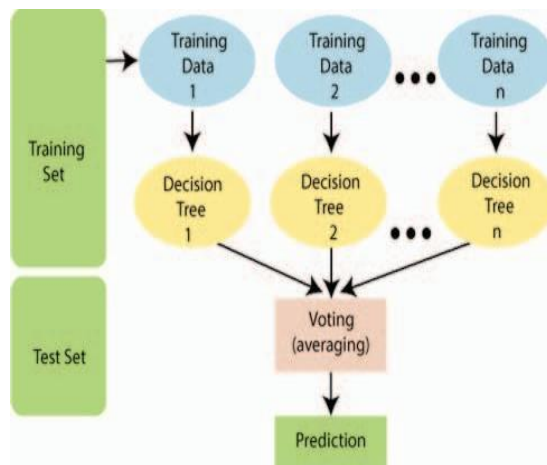 Training
Data
1
Training
Data
2
Training
Data
n
Training
Set
Decision
Tree
1
Decision
Tree
2
Decision
Tree
n
Test Set
Voting
(averaging)
Prediction